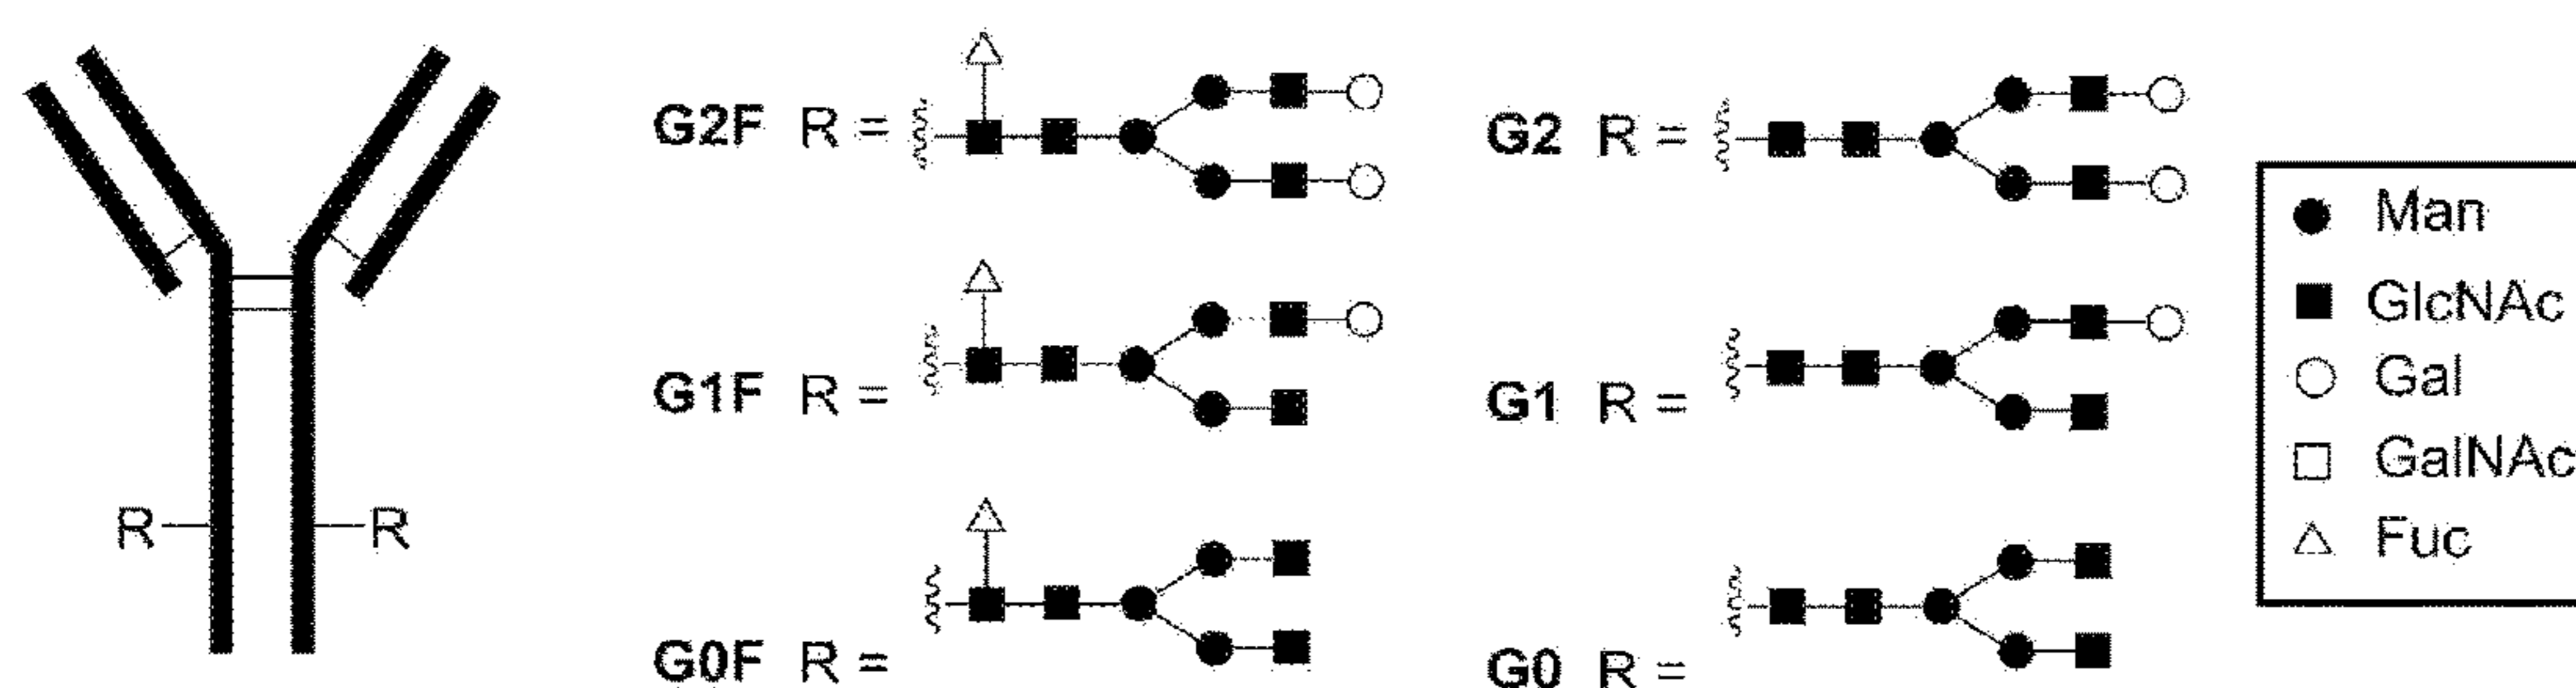 G2F R =
G2 R =
G1F R =
G1 R =
G0F R =
G0 R =
R
R
Man
GlcNAc
Gal
GalNAc
Fuc